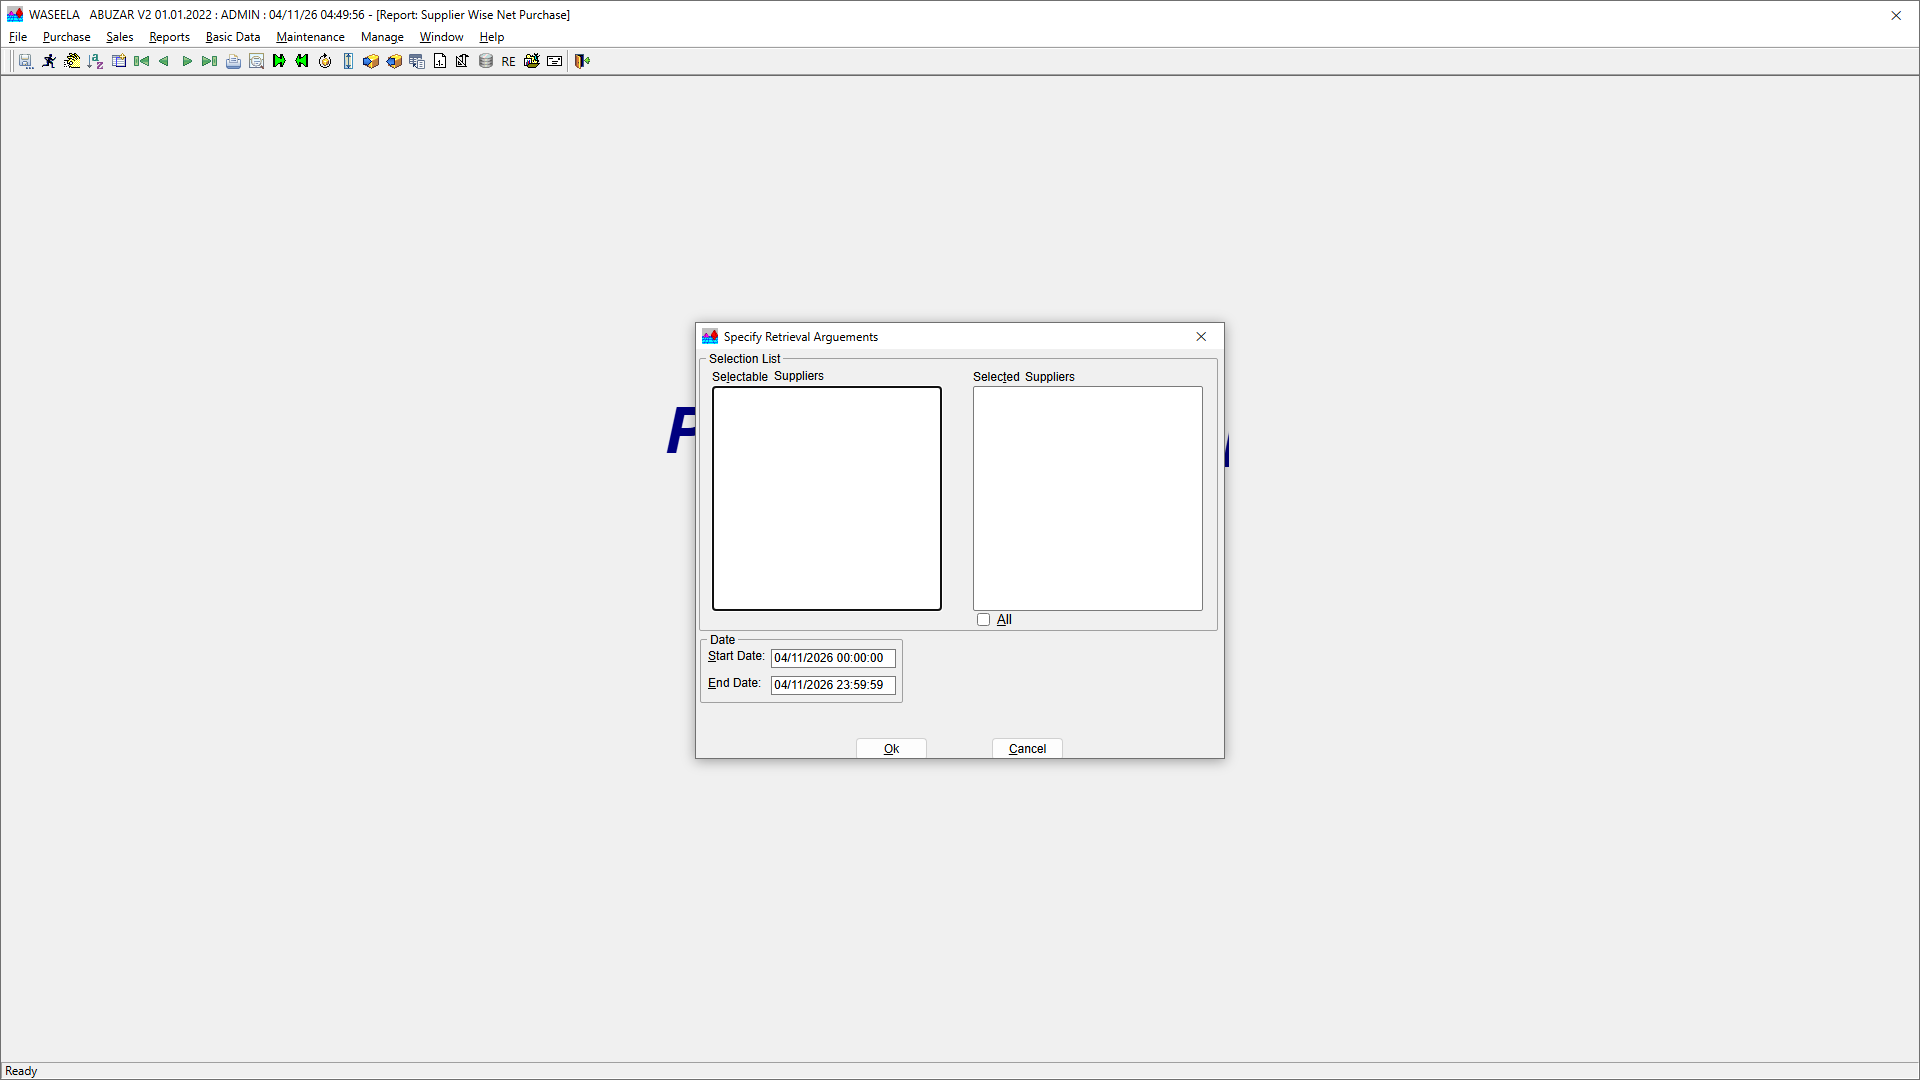 WASEELA   ABUZAR V2 01.01.2022 : ADMIN : 04/11/26 04:49:56 - [Report: Supplier Wise Net Purchase]
File Purchase Sales Reports Basic Data Maintenance Manage Window Help
RE
Specify Retrieval Arguements
Selection List
Selectable Suppliers
Selected Suppliers
P
All
Date
Start Date: 04/11/2026 00:00:00
End Date: 04/11/2026 23:59:59
Ok Cancel
Ready